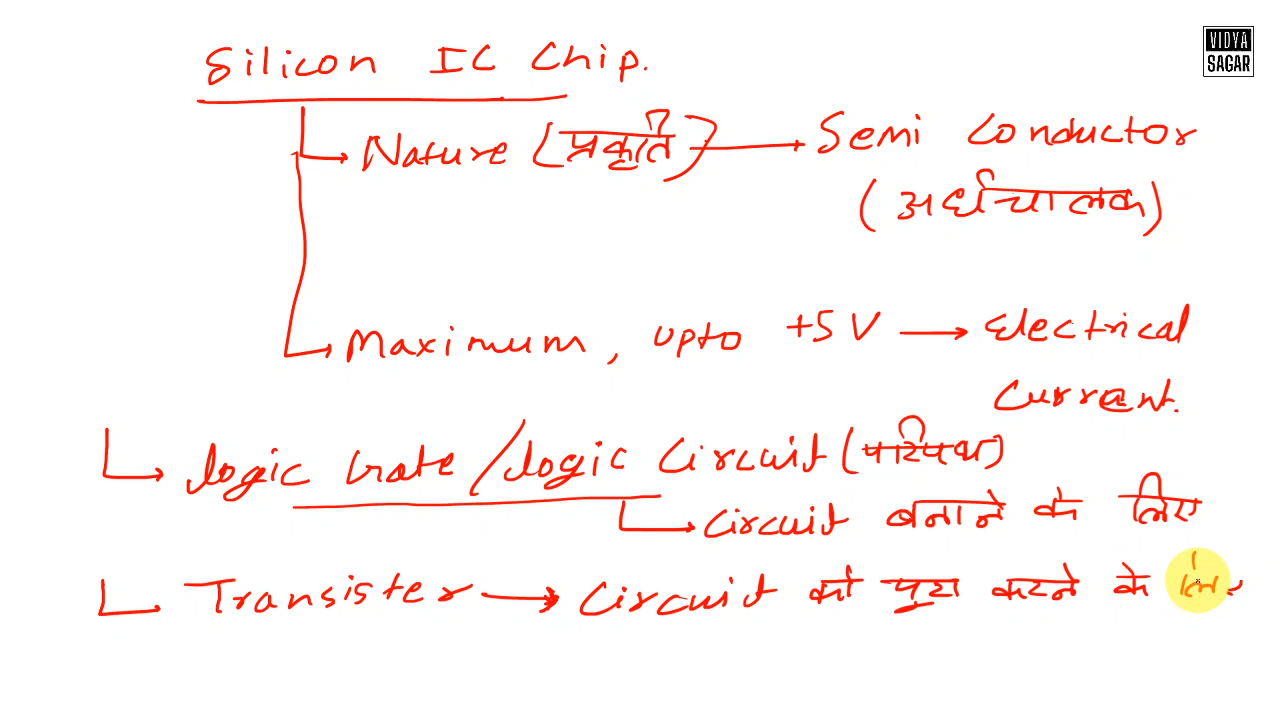 VIDYA
SAGAR
Silicon IC Chip.
Nature (प्रकृति) → Semi Conductor
(अर्धचालक)
Maximum, upto +5V → Electrical
Current.
Logic Gate / Logic Circuit (परिपथ)
Circuit बनाने के लिए
Transister → Circuit को पुरा करने के लिए